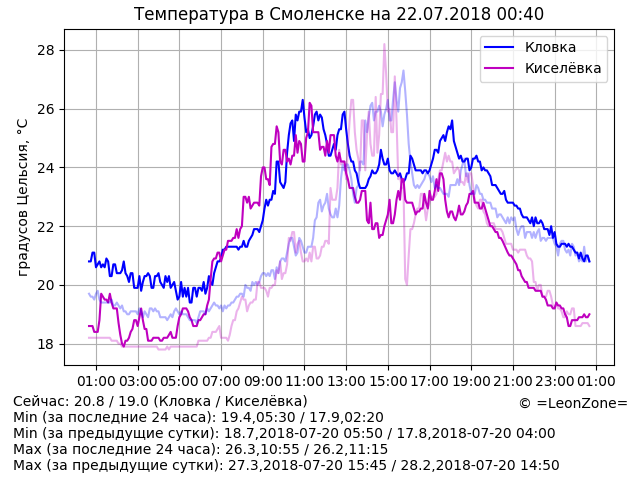 Температура в Смоленске на 22.07.2018 00:40
Кловка
Киселёвка
градусов Цельсия, °C
28
26
24
22
20
18
01:00 03:00 05:00 07:00 09:00 11:00 13:00 15:00 17:00 19:00 21:00 23:00 01:00
Сейчас: 20.8 / 19.0 (Кловка / Киселёвка)
© =LeonZone=
Min (за последние 24 часа): 19.4,05:30 / 17.9,02:20
Min (за предыдущие сутки): 18.7,2018-07-20 05:50 / 17.8,2018-07-20 04:00
Max (за последние 24 часа): 26.3,10:55 / 26.2,11:15
Max (за предыдущие сутки): 27.3,2018-07-20 15:45 / 28.2,2018-07-20 14:50